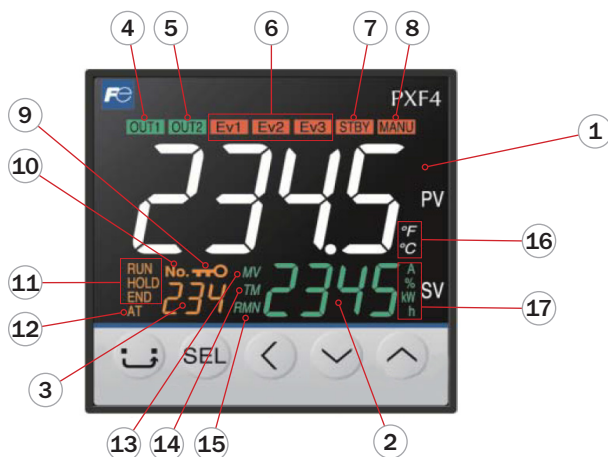 4 5 6 7 8
Fe PXF4
OUT1 OUT2 Ev1 Ev2 Ev3 STBY MANU
9
1
234.5
PV
10
°F
°C
16
11
RUN
HOLD
END
AT
No.
234
MV
TM
RMN
2345
A
%
kW
h
SV
17
12
SEL
3
13 14 15 2